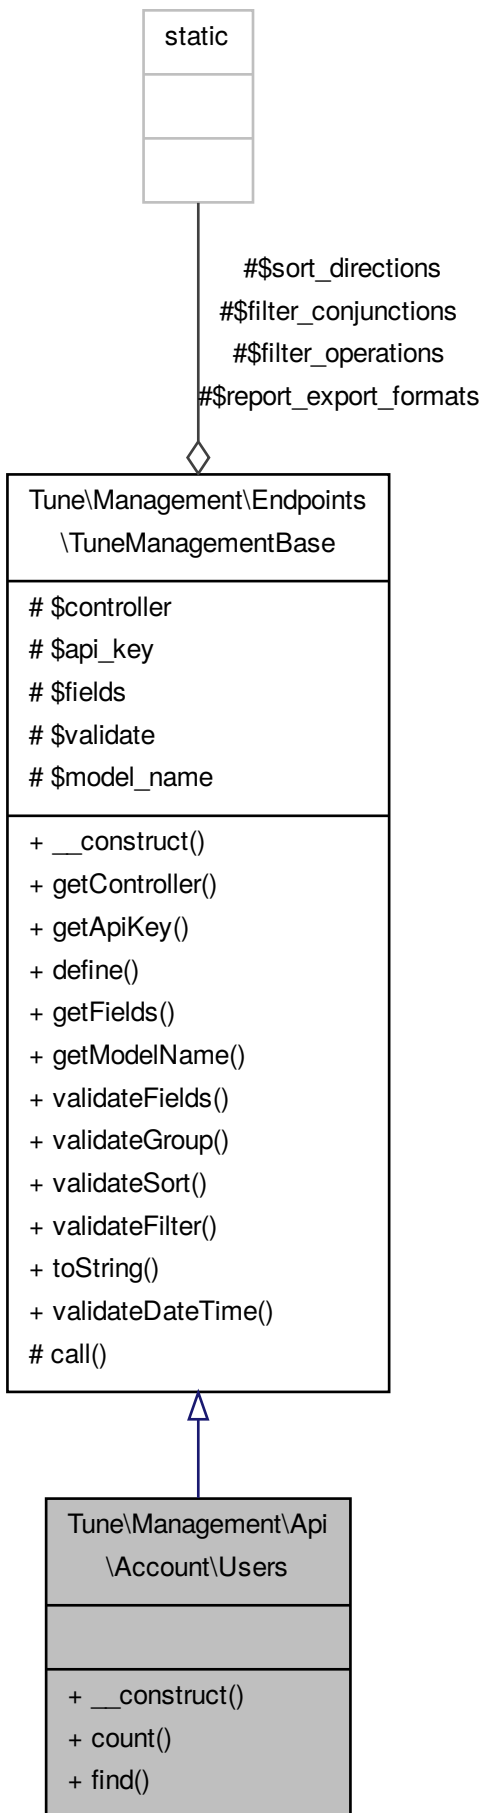 static
#$sort_directions
#$filter_conjunctions
#$filter_operations
#$report_export_formats
Tune\Management\Endpoints
\TuneManagementBase
# $controller
# $api_key
# $fields
# $validate
# $model_name
+ __construct()
+ getController()
+ getApiKey()
+ define()
+ getFields()
+ getModelName()
+ validateFields()
+ validateGroup()
+ validateSort()
+ validateFilter()
+ toString()
+ validateDateTime()
# call()
Tune\Management\Api
\Account\Users
+ __construct()
+ count()
+ find()